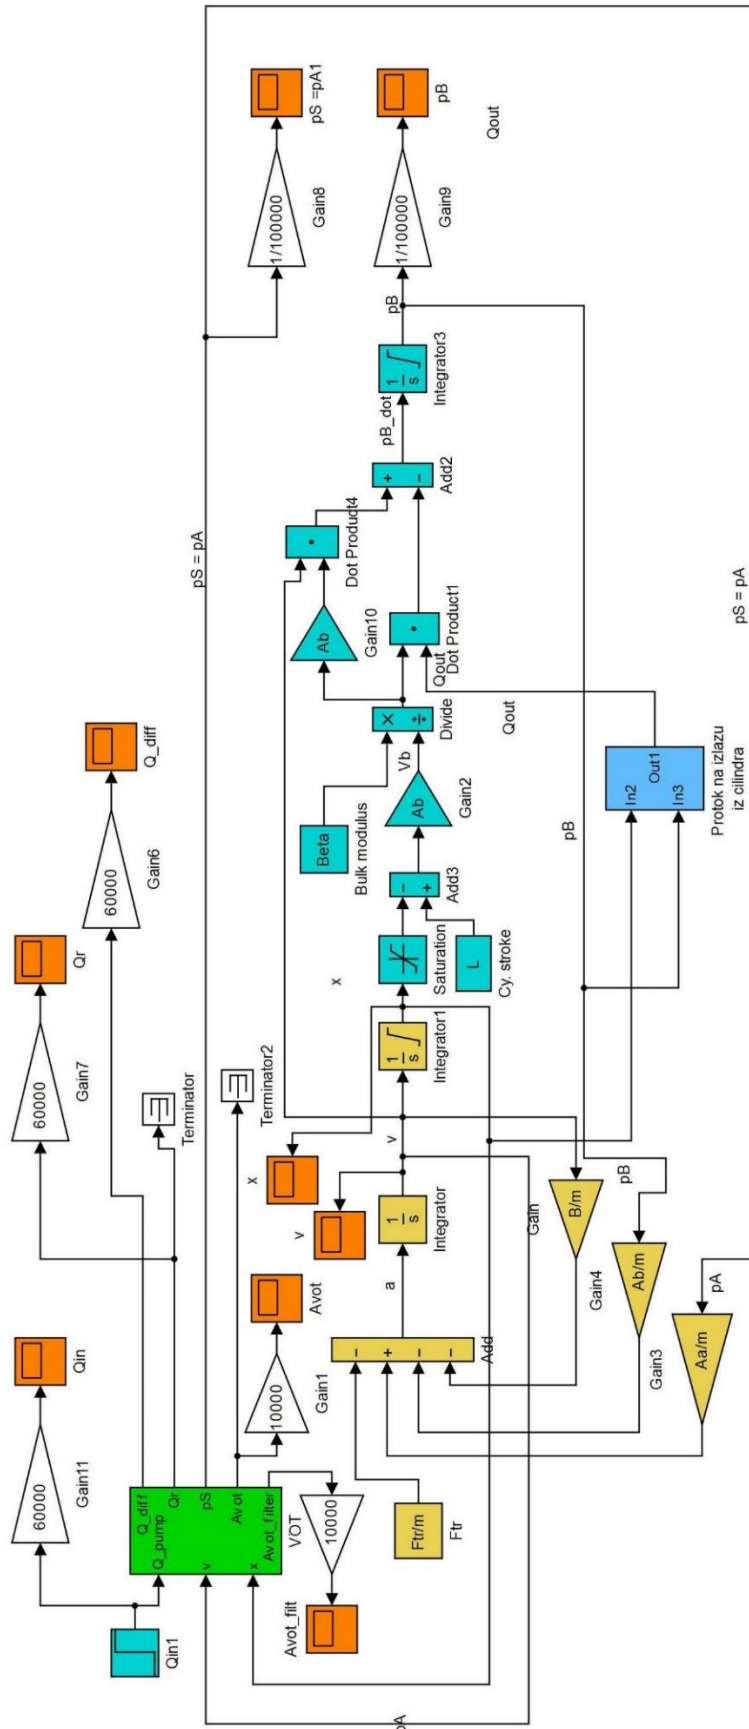 Qin1
60000
Gain11
Qin
Q_pump
v
x
Q_diff
Qr
pS
Avot
Avot_filter
VOT
10000
Avot_filt
10000
Gain1
Avot
60000
Gain7
Qr
Terminator
60000
Gain6
Q_diff
Terminator2
pS = pA
1/100000
Gain8
pS =pA1
Ftr/m
Ftr
Add
a
1
s
Integrator
v
v
x
1
s
Integrator1
x
Saturation
L
Cy. stroke
Add3
Ab
Gain2
Vb
Beta
Bulk modulus
Divide
Ab
Gain10
Dot Product4
Qout
Dot Product1
Add2
pB_dot
1
s
Integrator3
pB
1/100000
Gain9
pB
Qout
Qout
B/m
Gain
Gain4
Ab/m
Gain3
pB
Aa/m
pA
pB
In2
In3
Out1
Protok na izlazu
iz cilindra
pS = pA
pA